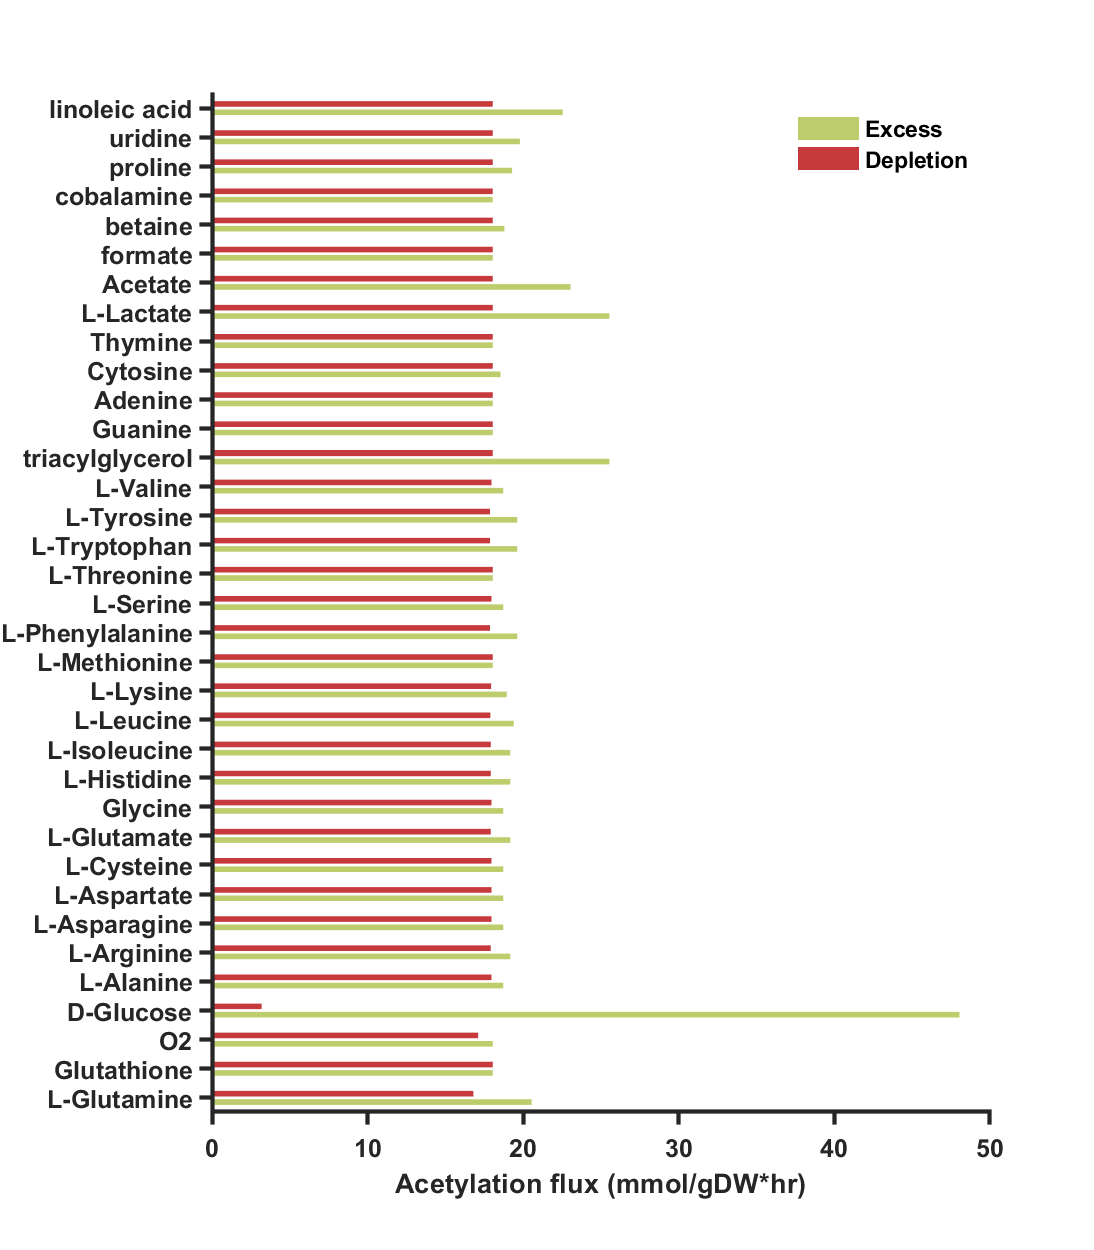 linoleic acid
uridine
proline
cobalamine
betaine
formate
Acetate
L-Lactate
Thymine
Cytosine
Adenine
Guanine
triacylglycerol
L-Valine
L-Tyrosine
L-Tryptophan
L-Threonine
L-Serine
L-Phenylalanine
L-Methionine
L-Lysine
L-Leucine
L-Isoleucine
L-Histidine
Glycine
L-Glutamate
L-Cysteine
L-Aspartate
L-Asparagine
L-Arginine
L-Alanine
D-Glucose
O2
Glutathione
L-Glutamine
Excess
Depletion
0 10 20 30 40 50
Acetylation flux (mmol/gDW*hr)